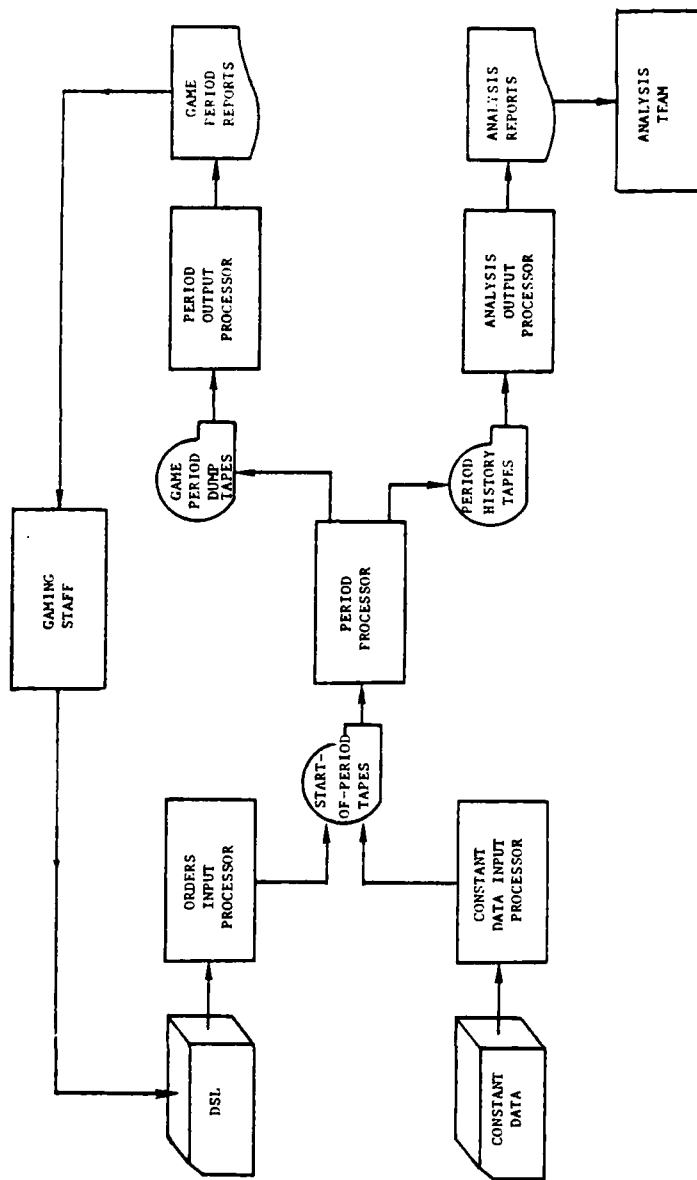 GAMING
STAFF
DSL
ORDERS
INPUT
PROCESSOR
GAME
PERIOD
DUMP
TAPES
PERIOD
OUTPUT
PROCESSOR
GAME
PERIOD
REPORTS
START-
OF-PERIOD
TAPES
PERIOD
PROCESSOR
CONSTANT
DATA
CONSTANT
DATA INPUT
PROCESSOR
PERIOD
HISTORY
TAPES
ANALYSIS
OUTPUT
PROCESSOR
ANALYSIS
REPORTS
ANALYSIS
TEAM